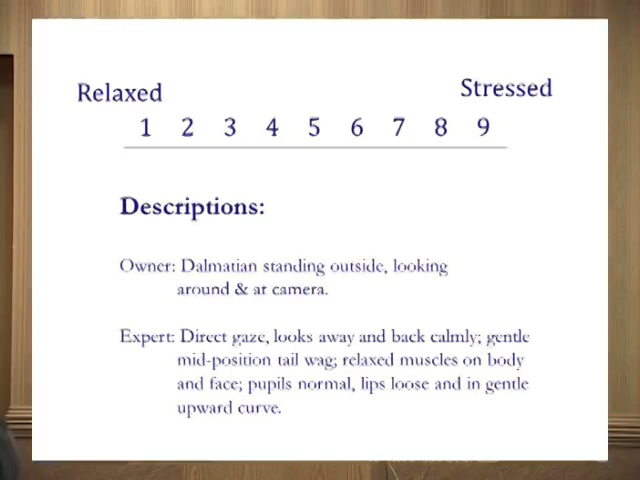 Relaxed Stressed
1 2 3 4 5 6 7 8 9
Descriptions:
Owner: Dalmatian standing outside, looking
around & at camera.
Expert: Direct gaze, looks away and back calmly; gentle
mid-position tail wag; relaxed muscles on body
and face; pupils normal, lips loose and in gentle
upward curve.